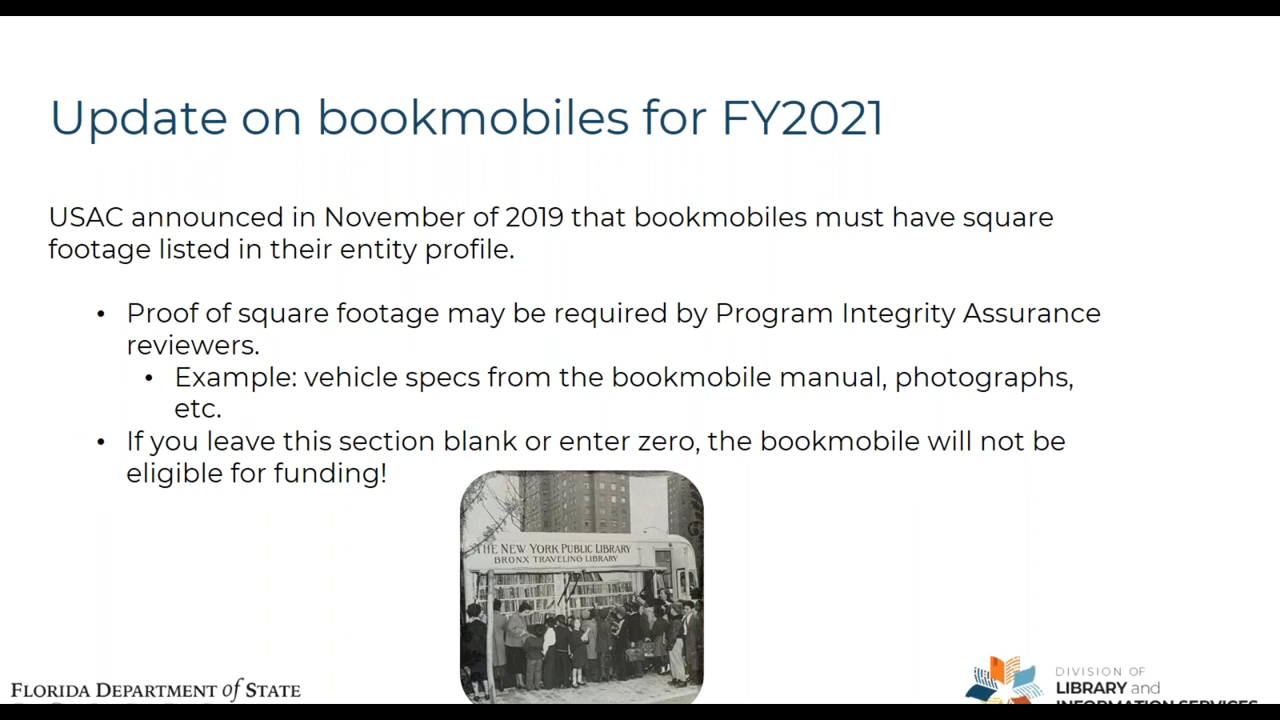 Update on bookmobiles for FY2021
USAC announced in November of 2019 that bookmobiles must have square
footage listed in their entity profile.
• Proof of square footage may be required by Program Integrity Assurance
reviewers.
• Example: vehicle specs from the bookmobile manual, photographs,
etc.
• If you leave this section blank or enter zero, the bookmobile will not be
eligible for funding!
THE NEW YORK PUBLIC LIBRARY
BRONX TRAVELING LIBRARY
FLORIDA DEPARTMENT of STATE
DIVISION OF
LIBRARY and
INFORMATION SERVICES